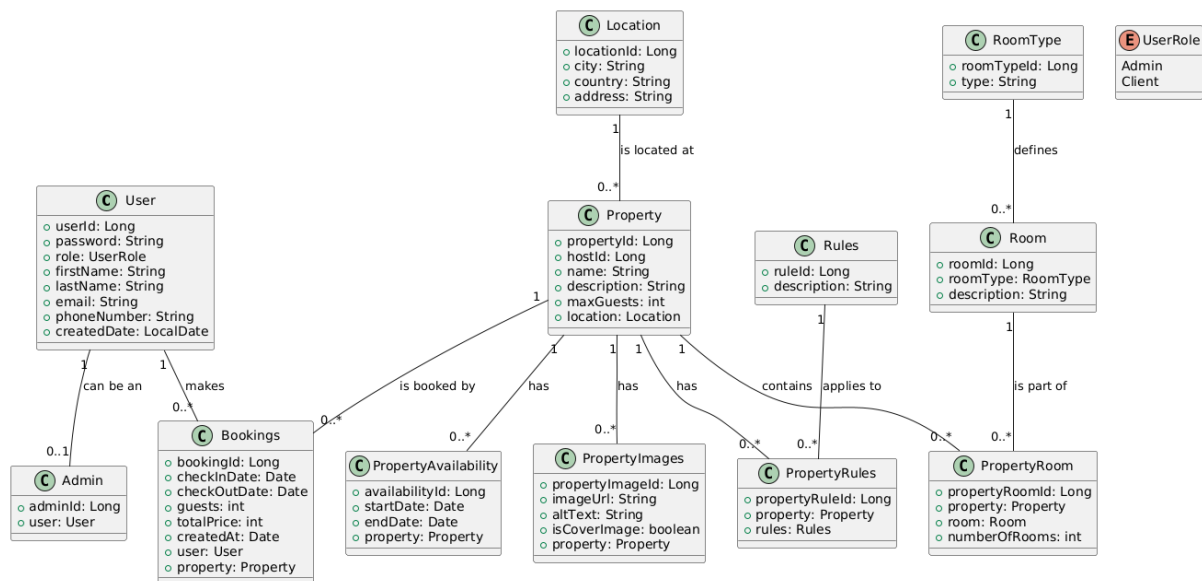 C Location
locationId: Long
city: String
country: String
address: String
C RoomType
roomTypeId: Long
type: String
E UserRole
Admin
Client
1
is located at
0..*
1
defines
0..*
C User
userId: Long
password: String
role: UserRole
firstName: String
lastName: String
email: String
phoneNumber: String
createdDate: LocalDate
C Property
propertyId: Long
hostId: Long
name: String
description: String
maxGuests: int
location: Location
C Rules
ruleId: Long
description: String
C Room
roomId: Long
roomType: RoomType
description: String
1
can be an
0..1
1
makes
0..*
1
is booked by
0..*
1
has
0..*
1
has
0..*
1
has
0..*
1
contains
0..*
1
applies to
0..*
1
is part of
0..*
C Admin
adminId: Long
user: User
C Bookings
bookingId: Long
checkInDate: Date
checkOutDate: Date
guests: int
totalPrice: int
createdAt: Date
user: User
property: Property
C PropertyAvailability
availabilityId: Long
startDate: Date
endDate: Date
property: Property
C PropertyImages
propertyImageId: Long
imageUrl: String
altText: String
isCoverImage: boolean
property: Property
C PropertyRules
propertyRuleId: Long
property: Property
rules: Rules
C PropertyRoom
propertyRoomId: Long
property: Property
room: Room
numberOfRooms: int